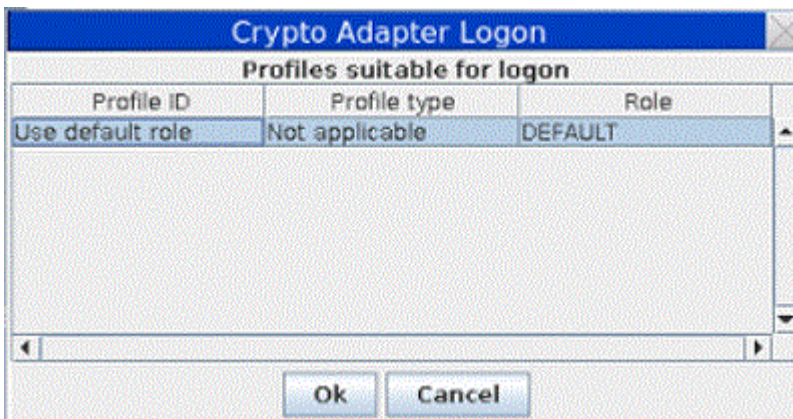 Crypto Adapter Logon
Profiles suitable for logon
Profile ID Profile type Role
Use default role Not applicable DEFAULT
Ok Cancel